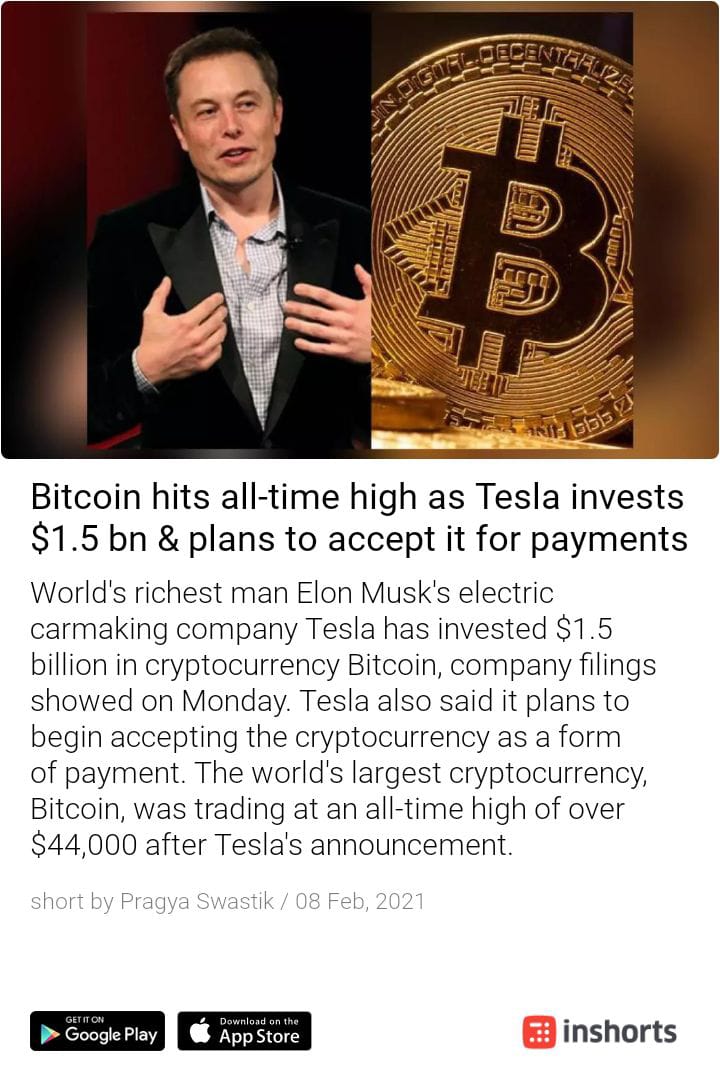 DIGITAL.DECENTRALIZE
Bitcoin hits all-time high as Tesla invests
$1.5 bn & plans to accept it for payments
World's richest man Elon Musk's electric
carmaking company Tesla has invested $1.5
billion in cryptocurrency Bitcoin, company filings
showed on Monday. Tesla also said it plans to
begin accepting the cryptocurrency as a form
of payment. The world's largest cryptocurrency,
Bitcoin, was trading at an all-time high of over
$44,000 after Tesla's announcement.
short by Pragya Swastik / 08 Feb, 2021
GET IT ON
Google Play
Download on the
App Store
inshorts